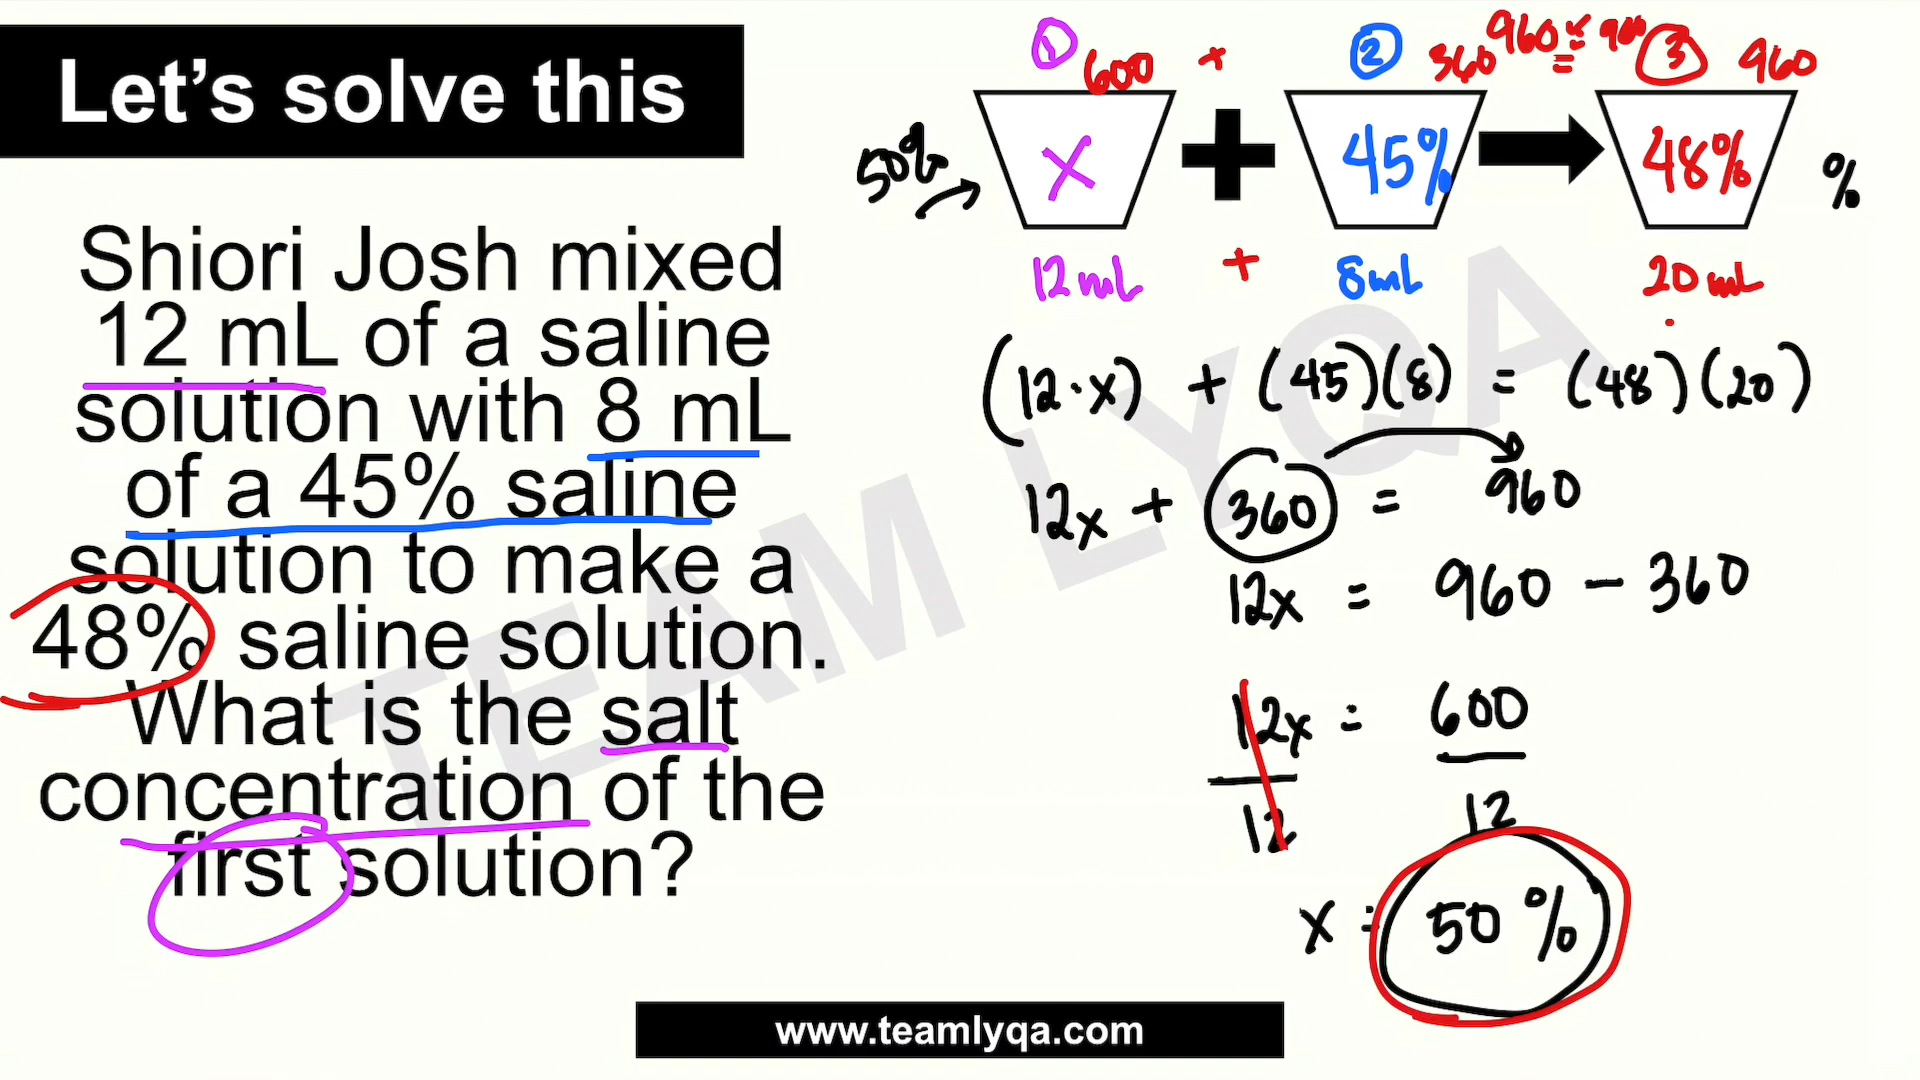 Let's solve this
Shiori Josh mixed
12 mL of a saline
solution with 8 mL
of a 45% saline
solution to make a
48% saline solution.
What is the salt
concentration of the
first solution?
1 600 + 2 360 960 = 960 3 960
50% x + 45% 48% %
12 mL + 8 mL 20 mL
(12·x) + (45)(8) = (48)(20)
12x + 360 = 960
12x = 960 - 360
12x = 600
12 12
x = 50%
TEAM LYQA
www.teamlyqa.com